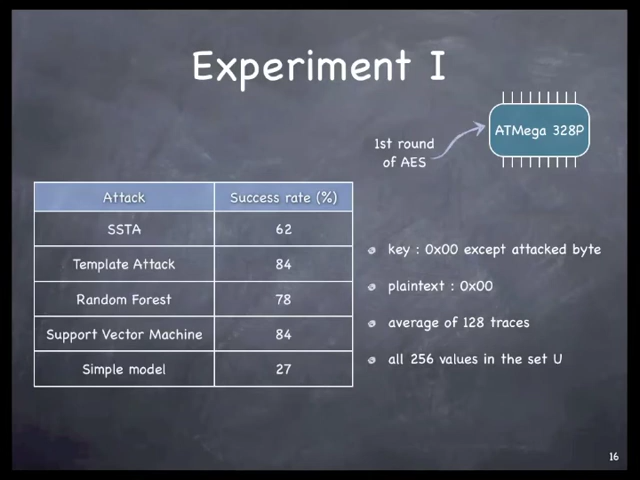 Experiment I
ATMega 328P
1st round
of AES
Attack Success rate (%)
SSTA 62
Template Attack 84
Random Forest 78
Support Vector Machine 84
Simple model 27
key : 0x00 except attacked byte
plaintext : 0x00
average of 128 traces
all 256 values in the set U
16